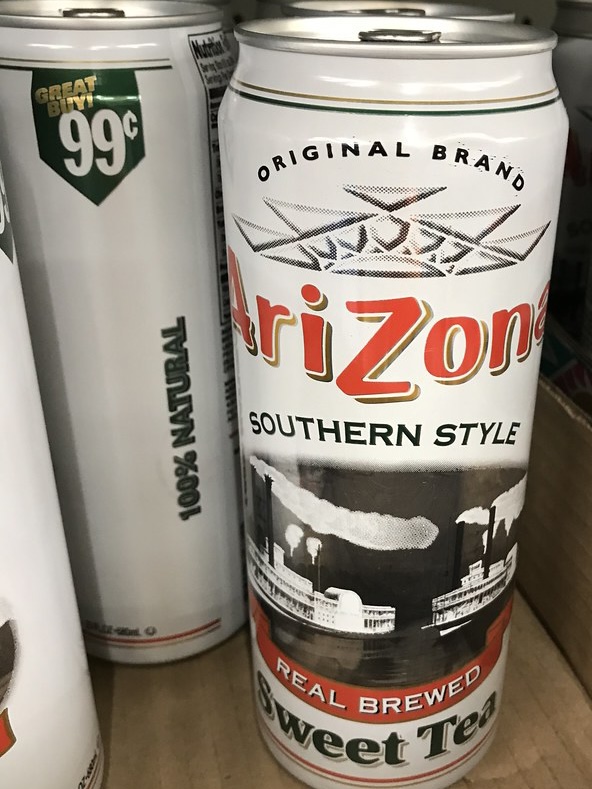 GREAT
BUY!
99¢
100% NATURAL
ORIGINAL BRAND
AriZona
SOUTHERN STYLE
REAL BREWED
Sweet Tea